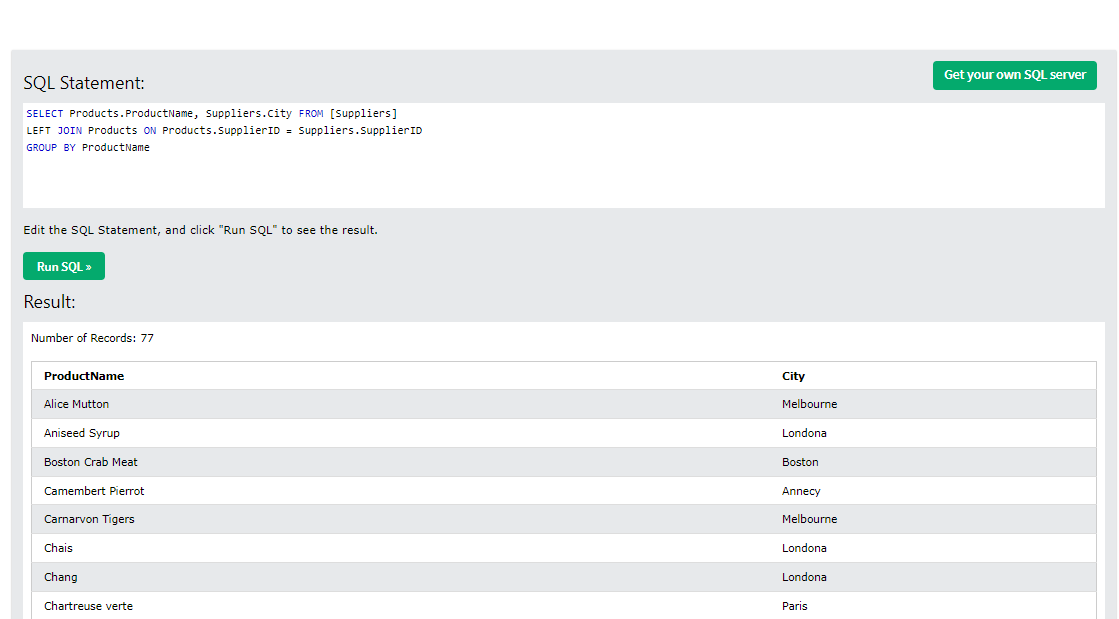 SQL Statement:
Get your own SQL server
SELECT Products.ProductName, Suppliers.City FROM [Suppliers]
LEFT JOIN Products ON Products.SupplierID = Suppliers.SupplierID
GROUP BY ProductName
Edit the SQL Statement, and click "Run SQL" to see the result.
Run SQL »
Result:
Number of Records: 77
ProductName City
Alice Mutton Melbourne
Aniseed Syrup Londona
Boston Crab Meat Boston
Camembert Pierrot Annecy
Carnarvon Tigers Melbourne
Chais Londona
Chang Londona
Chartreuse verte Paris